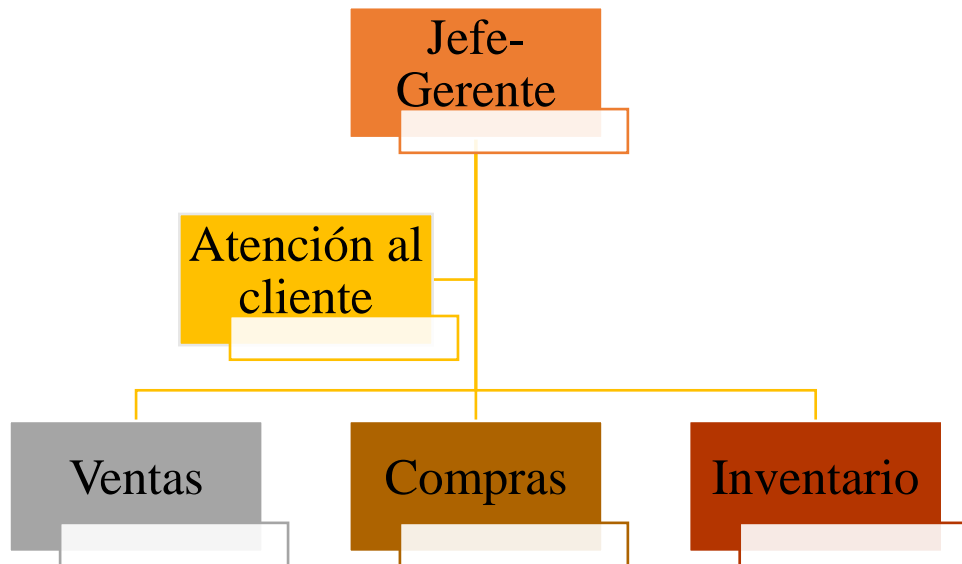 Jefe-
Gerente
Atención al
cliente
Ventas
Compras
Inventario